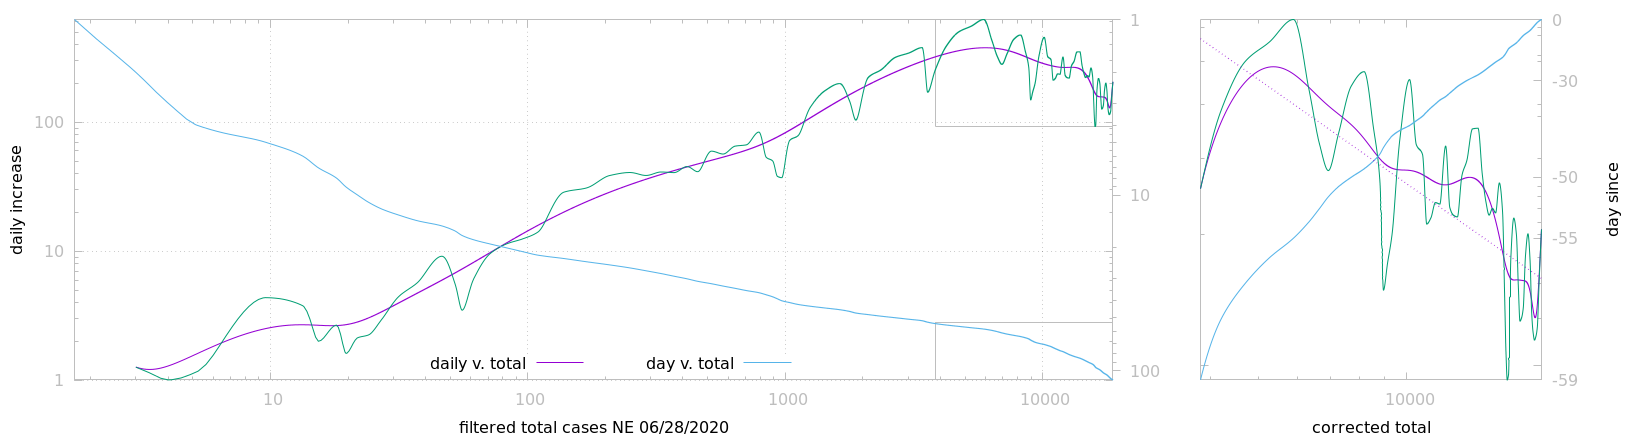 daily increase
100
10
1
10
100
1000
10000
1
10
100
daily v. total
day v. total
filtered total cases NE 06/28/2020
0
-30
-50
-55
-59
day since
10000
corrected total